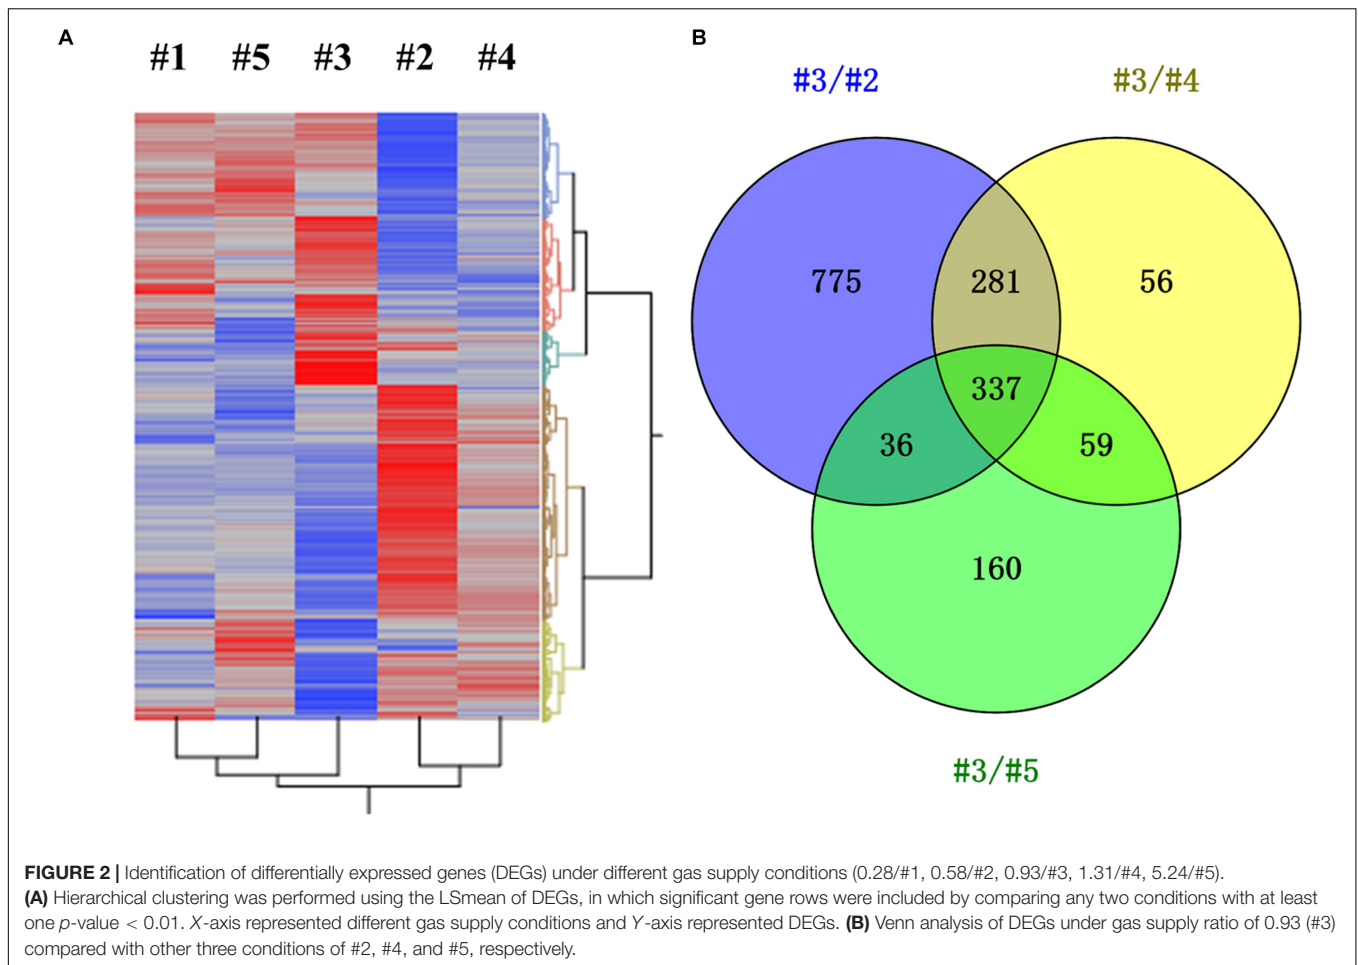 A
B
#1 #5 #3 #2 #4
#3/#2
#3/#4
775
281
56
337
36
59
160
#3/#5
FIGURE 2 | Identification of differentially expressed genes (DEGs) under different gas supply conditions (0.28/#1, 0.58/#2, 0.93/#3, 1.31/#4, 5.24/#5).
(A) Hierarchical clustering was performed using the LSmean of DEGs, in which significant gene rows were included by comparing any two conditions with at least
one p-value < 0.01. X-axis represented different gas supply conditions and Y-axis represented DEGs. (B) Venn analysis of DEGs under gas supply ratio of 0.93 (#3)
compared with other three conditions of #2, #4, and #5, respectively.